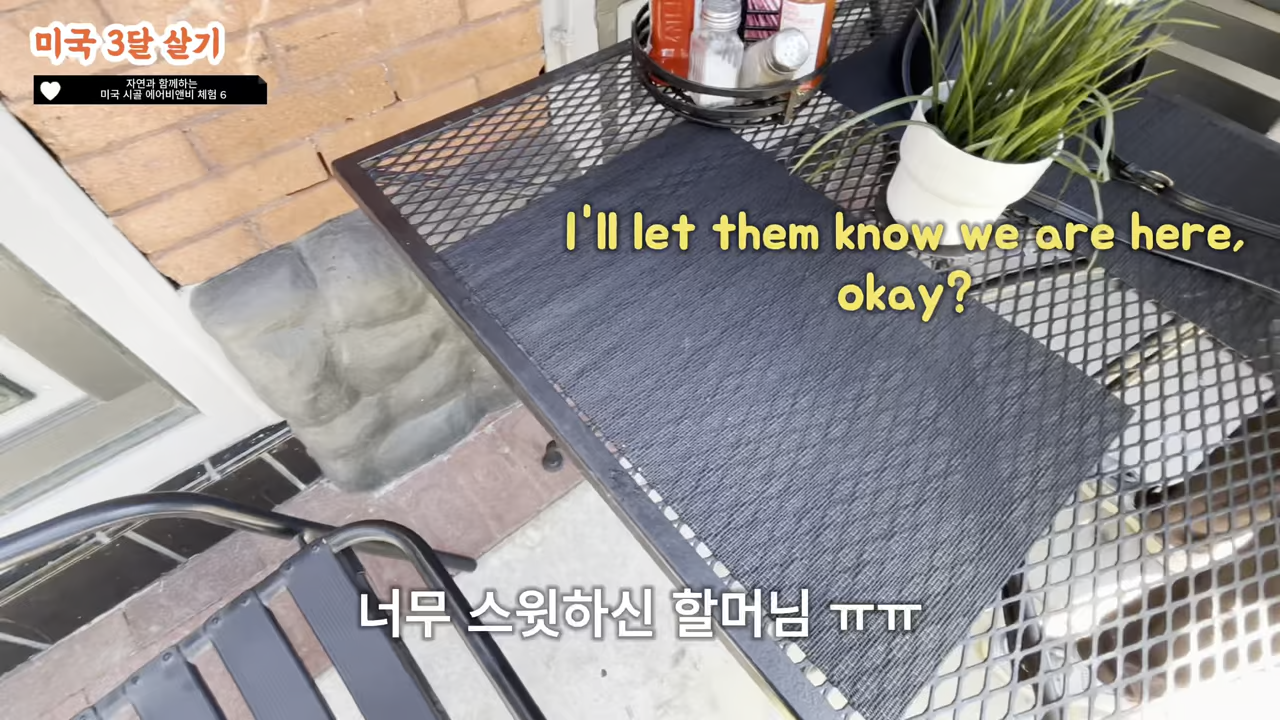 미국 3달 살기
자연과 함께하는
미국 시골 에어비앤비 체험 6
I'll let them know we are here,
okay?
너무 스윗하신 할머님 ㅠㅠ